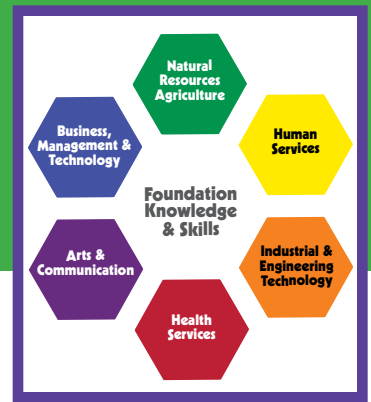 Natural
Resources
Agriculture
Business,
Management &
Technology
Human
Services
Foundation
Knowledge
& Skills
Arts &
Communication
Industrial &
Engineering
Technology
Health
Services